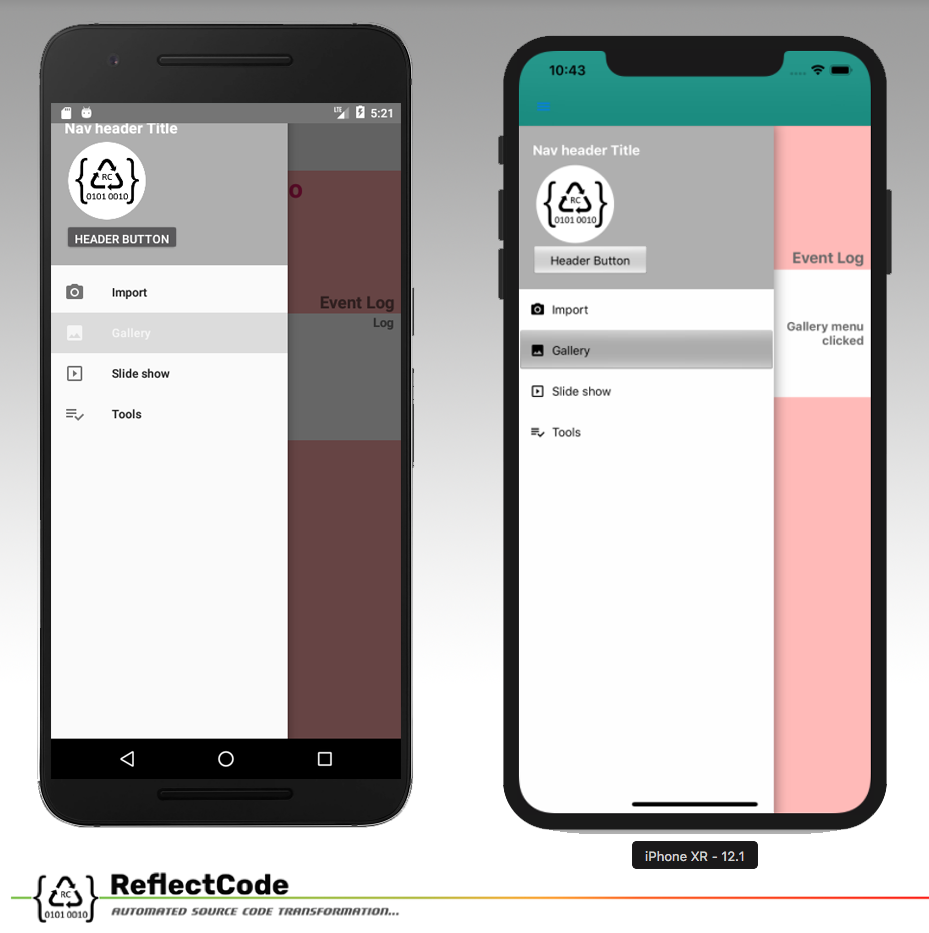 LTE 5:21
Nav header Title
RC
0101 0010
HEADER BUTTON
Import
Gallery
Slide show
Tools
o
Event Log
Log
10:43
Nav header Title
RC
0101 0010
Header Button
Import
Gallery
Slide show
Tools
Event Log
Gallery menu
clicked
iPhone XR - 12.1
RC
0101 0010
ReflectCode
AUTOMATED SOURCE CODE TRANSFORMATION...